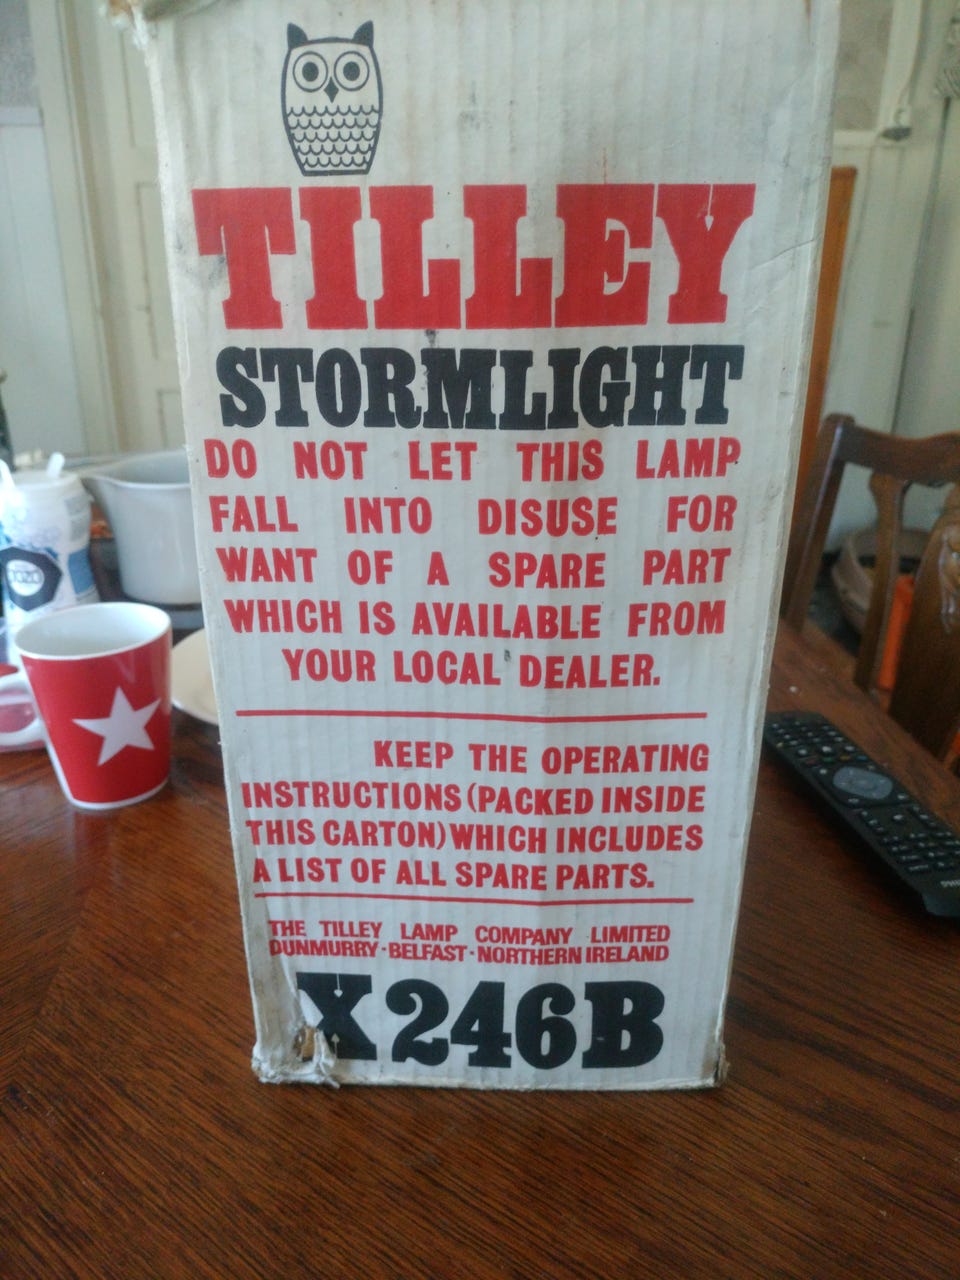 TILLEY
STORMLIGHT
DO NOT LET THIS LAMP
FALL INTO DISUSE FOR
WANT OF A SPARE PART
WHICH IS AVAILABLE FROM
YOUR LOCAL DEALER.
KEEP THE OPERATING
INSTRUCTIONS (PACKED INSIDE
THIS CARTON) WHICH INCLUDES
A LIST OF ALL SPARE PARTS.
THE TILLEY LAMP COMPANY LIMITED
DUNMURRY·BELFAST·NORTHERN IRELAND
X246B